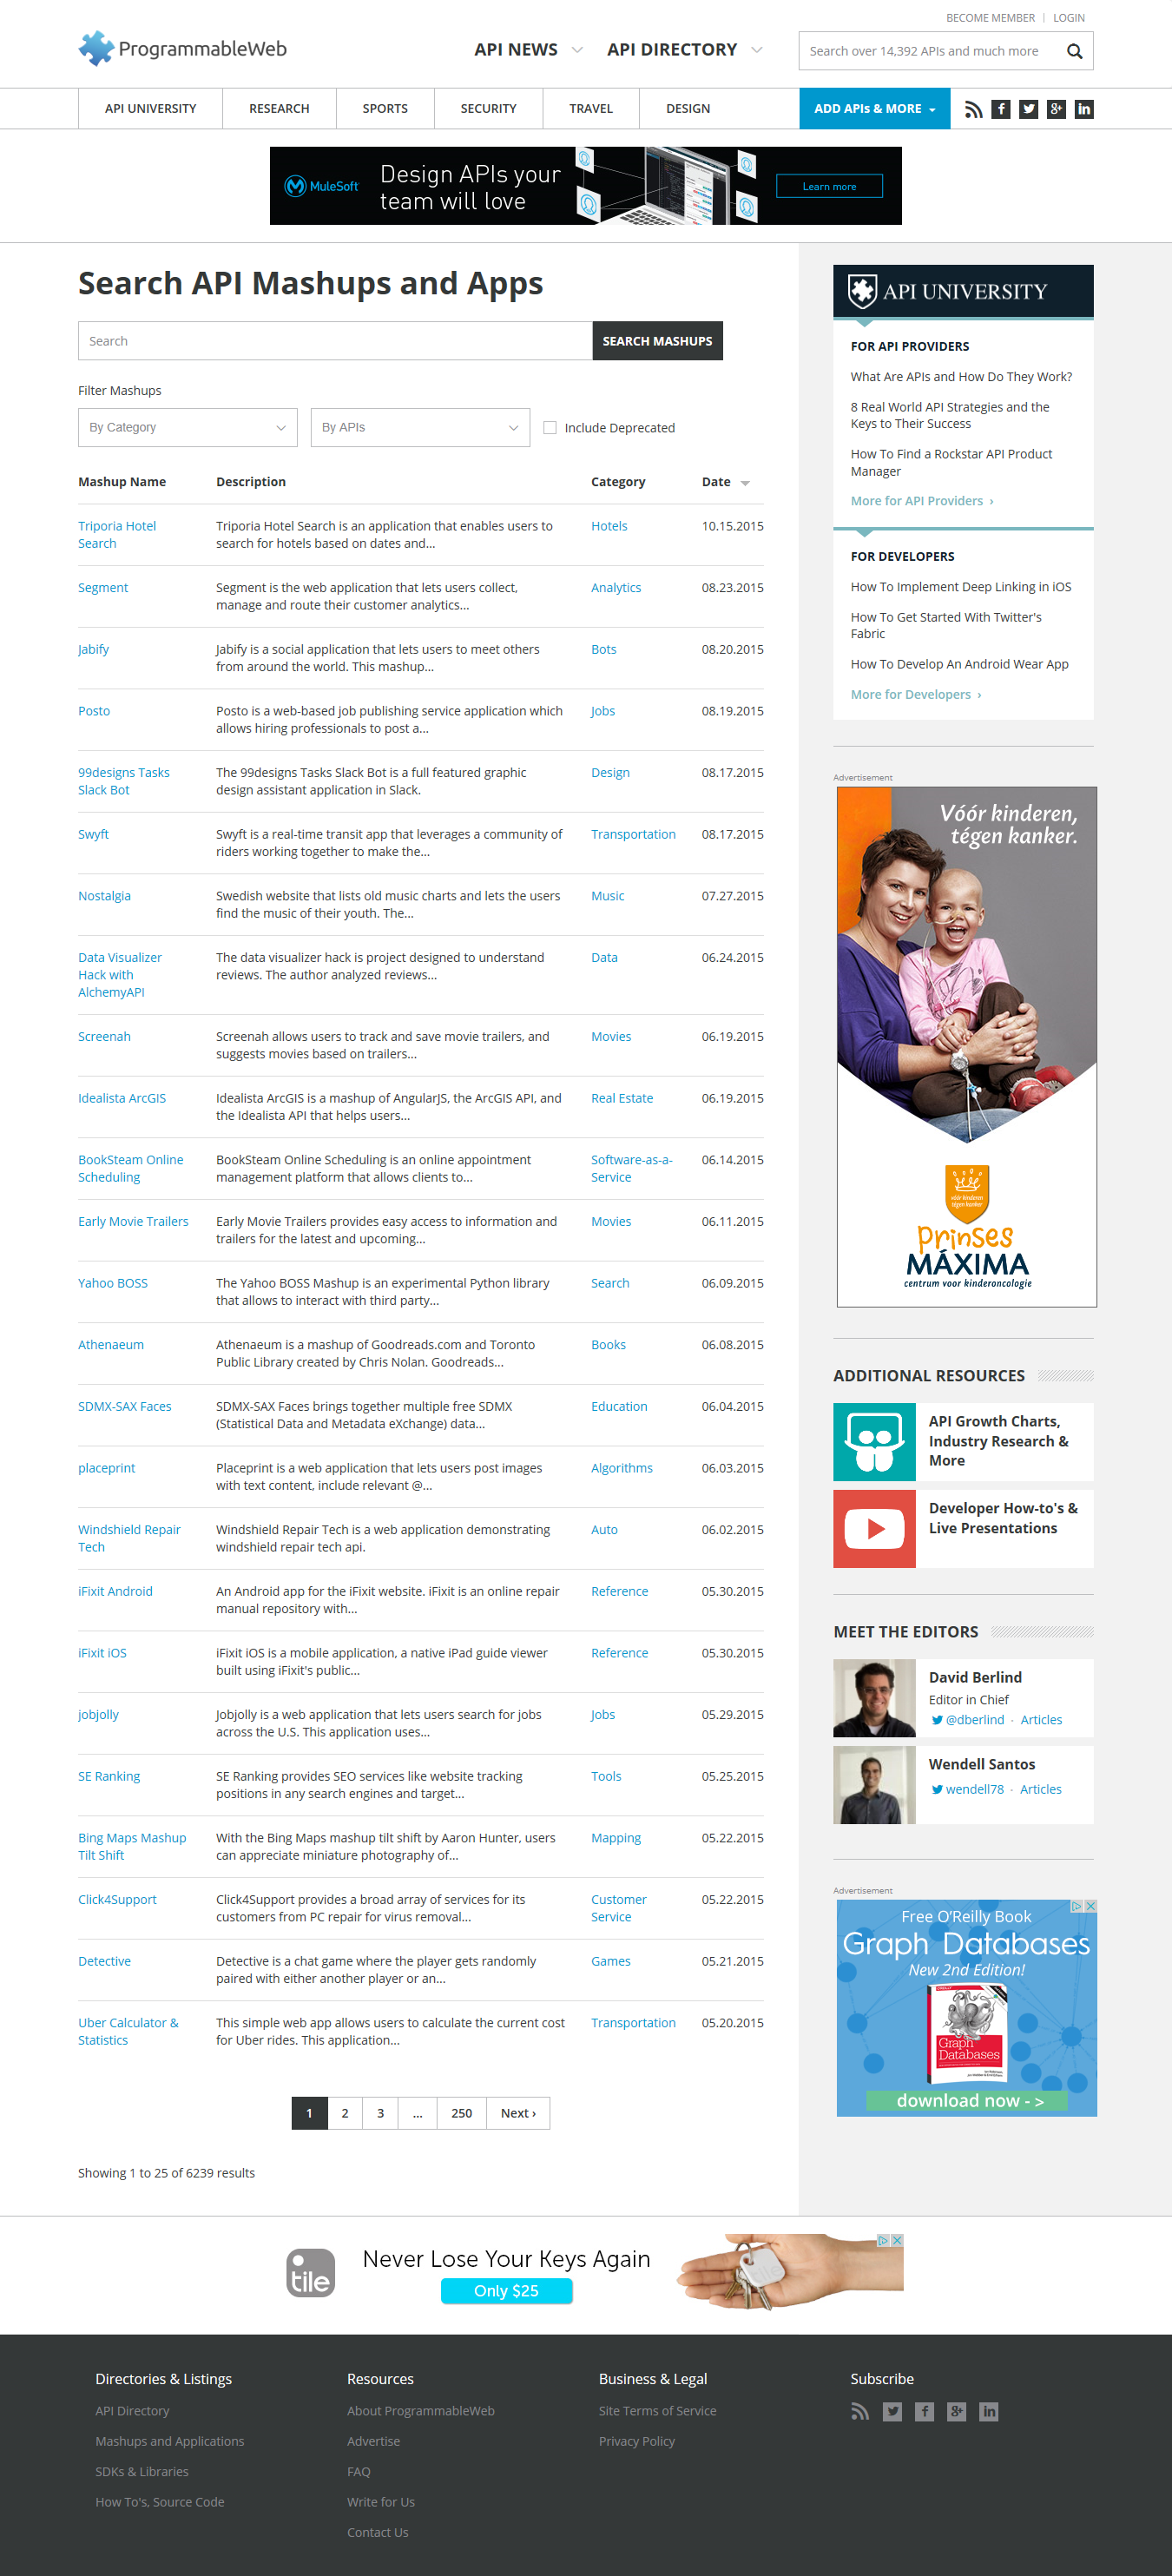 BECOME MEMBER | LOGIN
ProgrammableWeb
API NEWS
API DIRECTORY
Search over 14,392 APIs and much more
API UNIVERSITY
RESEARCH
SPORTS
SECURITY
TRAVEL
DESIGN
ADD APIs & MORE
MuleSoft
Design APIs your
team will love
Learn more
Search API Mashups and Apps
Search
SEARCH MASHUPS
Filter Mashups
By Category
By APIs
Include Deprecated
Mashup Name Description Category Date
Triporia Hotel Triporia Hotel Search is an application that enables users to Hotels 10.15.2015
Search search for hotels based on dates and...
Segment Segment is the web application that lets users collect, Analytics 08.23.2015
manage and route their customer analytics...
Jabify Jabify is a social application that lets users to meet others Bots 08.20.2015
from around the world. This mashup...
Posto Posto is a web-based job publishing service application which Jobs 08.19.2015
allows hiring professionals to post a...
99designs Tasks The 99designs Tasks Slack Bot is a full featured graphic Design 08.17.2015
Slack Bot design assistant application in Slack.
Swyft Swyft is a real-time transit app that leverages a community of Transportation 08.17.2015
riders working together to make the...
Nostalgia Swedish website that lists old music charts and lets the users Music 07.27.2015
find the music of their youth. The...
Data Visualizer The data visualizer hack is project designed to understand Data 06.24.2015
Hack with reviews. The author analyzed reviews...
AlchemyAPI
Screenah Screenah allows users to track and save movie trailers, and Movies 06.19.2015
suggests movies based on trailers...
Idealista ArcGIS Idealista ArcGIS is a mashup of AngularJS, the ArcGIS API, and Real Estate 06.19.2015
the Idealista API that helps users...
BookSteam Online BookSteam Online Scheduling is an online appointment Software-as-a- 06.14.2015
Scheduling management platform that allows clients to... Service
Early Movie Trailers Early Movie Trailers provides easy access to information and Movies 06.11.2015
trailers for the latest and upcoming...
Yahoo BOSS The Yahoo BOSS Mashup is an experimental Python library Search 06.09.2015
that allows to interact with third party...
Athenaeum Athenaeum is a mashup of Goodreads.com and Toronto Books 06.08.2015
Public Library created by Chris Nolan. Goodreads...
SDMX-SAX Faces SDMX-SAX Faces brings together multiple free SDMX Education 06.04.2015
(Statistical Data and Metadata eXchange) data...
placeprint Placeprint is a web application that lets users post images Algorithms 06.03.2015
with text content, include relevant @...
Windshield Repair Windshield Repair Tech is a web application demonstrating Auto 06.02.2015
Tech windshield repair tech api.
iFixit Android An Android app for the iFixit website. iFixit is an online repair Reference 05.30.2015
manual repository with...
iFixit iOS iFixit iOS is a mobile application, a native iPad guide viewer Reference 05.30.2015
built using iFixit's public...
jobjolly Jobjolly is a web application that lets users search for jobs Jobs 05.29.2015
across the U.S. This application uses...
SE Ranking SE Ranking provides SEO services like website tracking Tools 05.25.2015
positions in any search engines and target...
Bing Maps Mashup With the Bing Maps mashup tilt shift by Aaron Hunter, users Mapping 05.22.2015
Tilt Shift can appreciate miniature photography of...
Click4Support Click4Support provides a broad array of services for its Customer 05.22.2015
customers from PC repair for virus removal... Service
Detective Detective is a chat game where the player gets randomly Games 05.21.2015
paired with either another player or an...
Uber Calculator & This simple web app allows users to calculate the current cost Transportation 05.20.2015
Statistics for Uber rides. This application...
1 2 3 ... 250 Next ›
Showing 1 to 25 of 6239 results
API UNIVERSITY
FOR API PROVIDERS
What Are APIs and How Do They Work?
8 Real World API Strategies and the
Keys to Their Success
How To Find a Rockstar API Product
Manager
More for API Providers ›
FOR DEVELOPERS
How To Implement Deep Linking in iOS
How To Get Started With Twitter's
Fabric
How To Develop An Android Wear App
More for Developers ›
Advertisement
Vóór kinderen,
tégen kanker.
vóór kinderen
tégen kanker
prinses
MÁXIMA
centrum voor kinderoncologie
ADDITIONAL RESOURCES
API Growth Charts,
Industry Research &
More
Developer How-to's &
Live Presentations
MEET THE EDITORS
David Berlind
Editor in Chief
@dberlind · Articles
Wendell Santos
wendell78 · Articles
Advertisement
Free O'Reilly Book
Graph Databases
New 2nd Edition!
Graph
Databases
download now - >
tile
Never Lose Your Keys Again
Only $25
Directories & Listings
API Directory
Mashups and Applications
SDKs & Libraries
How To's, Source Code
Resources
About ProgrammableWeb
Advertise
FAQ
Write for Us
Contact Us
Business & Legal
Site Terms of Service
Privacy Policy
Subscribe